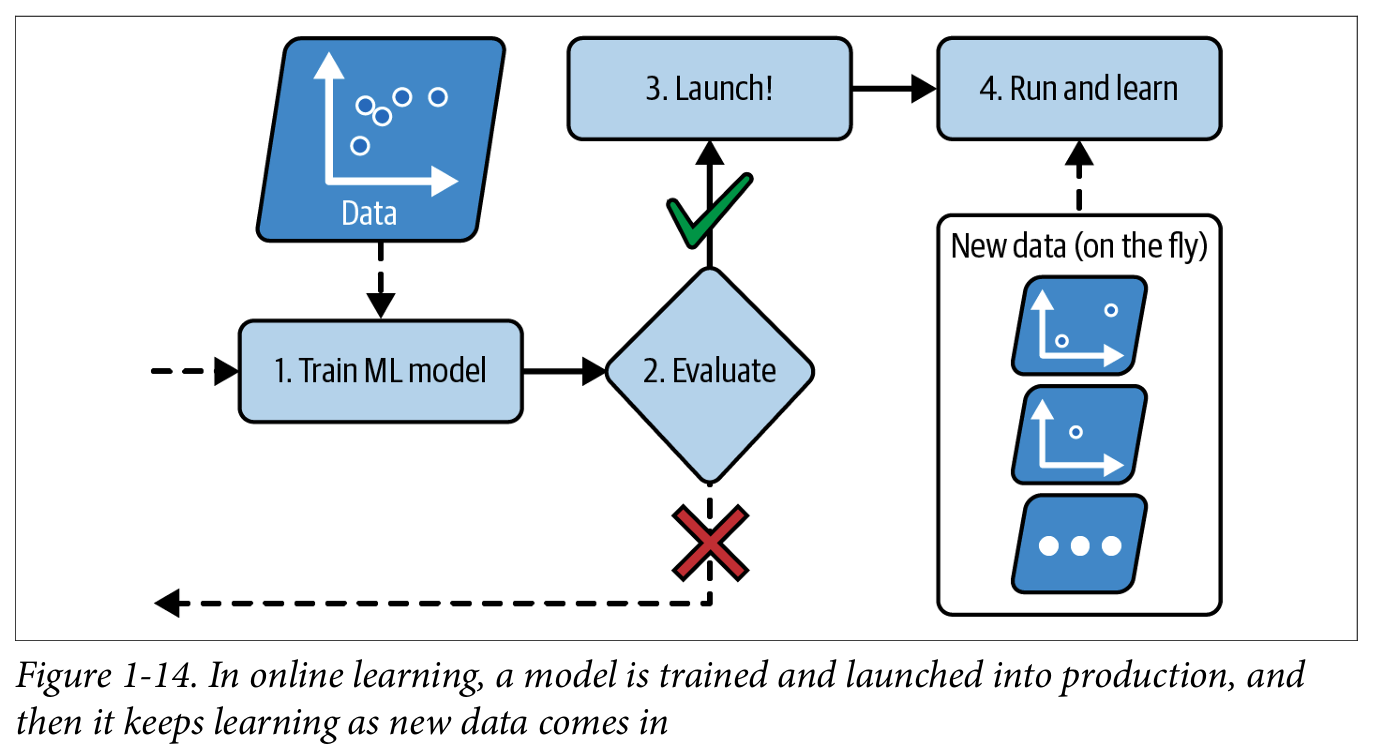 Data
1. Train ML model
2. Evaluate
3. Launch!
4. Run and learn
New data (on the fly)
Figure 1-14. In online learning, a model is trained and launched into production, and
then it keeps learning as new data comes in